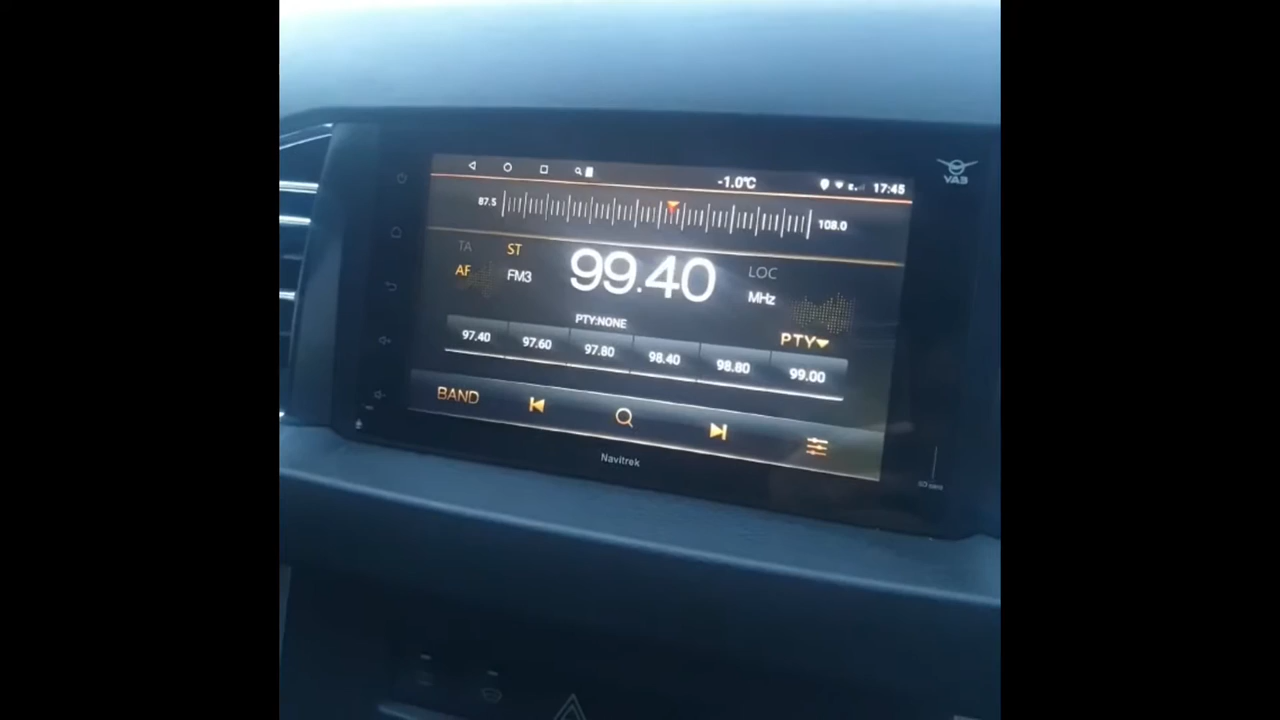 -1.0°C 17:45
УАЗ
87.5 108.0
TA ST 99.40 LOC
AF FM3 MHz
PTY:NONE
PTY
97.40 97.60 97.80 98.40 98.80 99.00
BAND
Navitrek